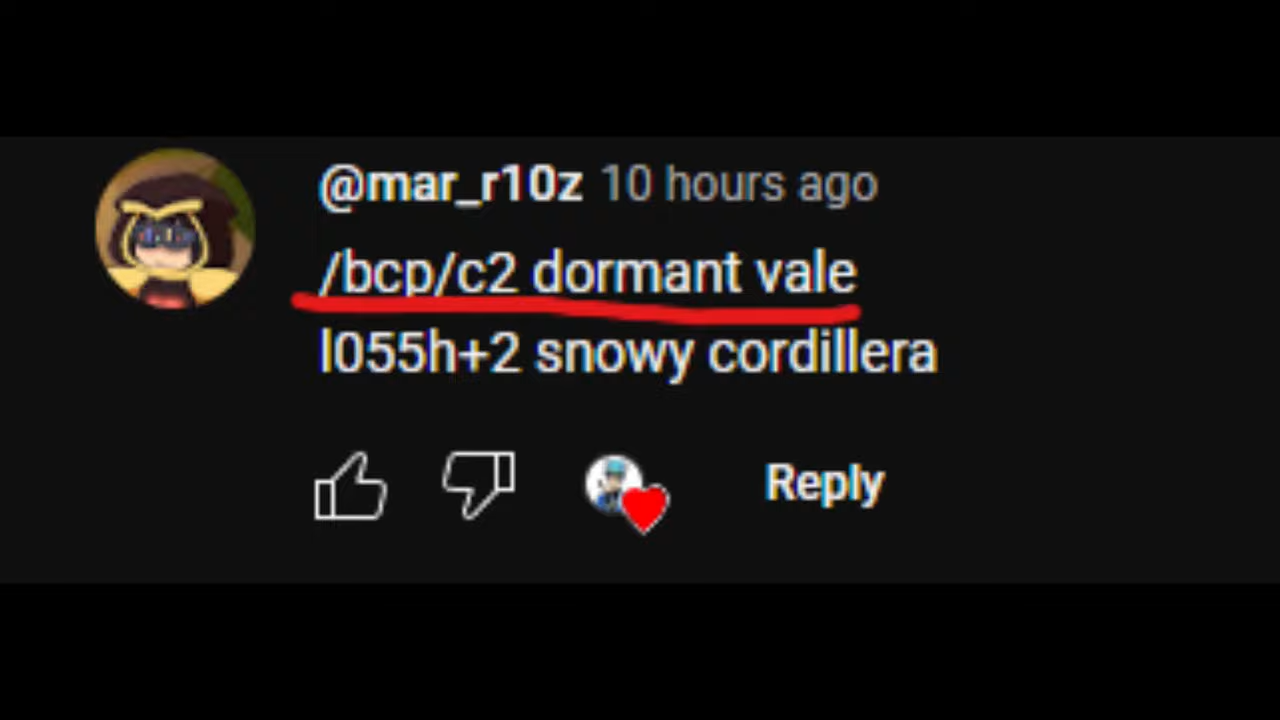 @mar_r10z 10 hours ago
/bcp/c2 dormant vale
l055h+2 snowy cordillera
Reply